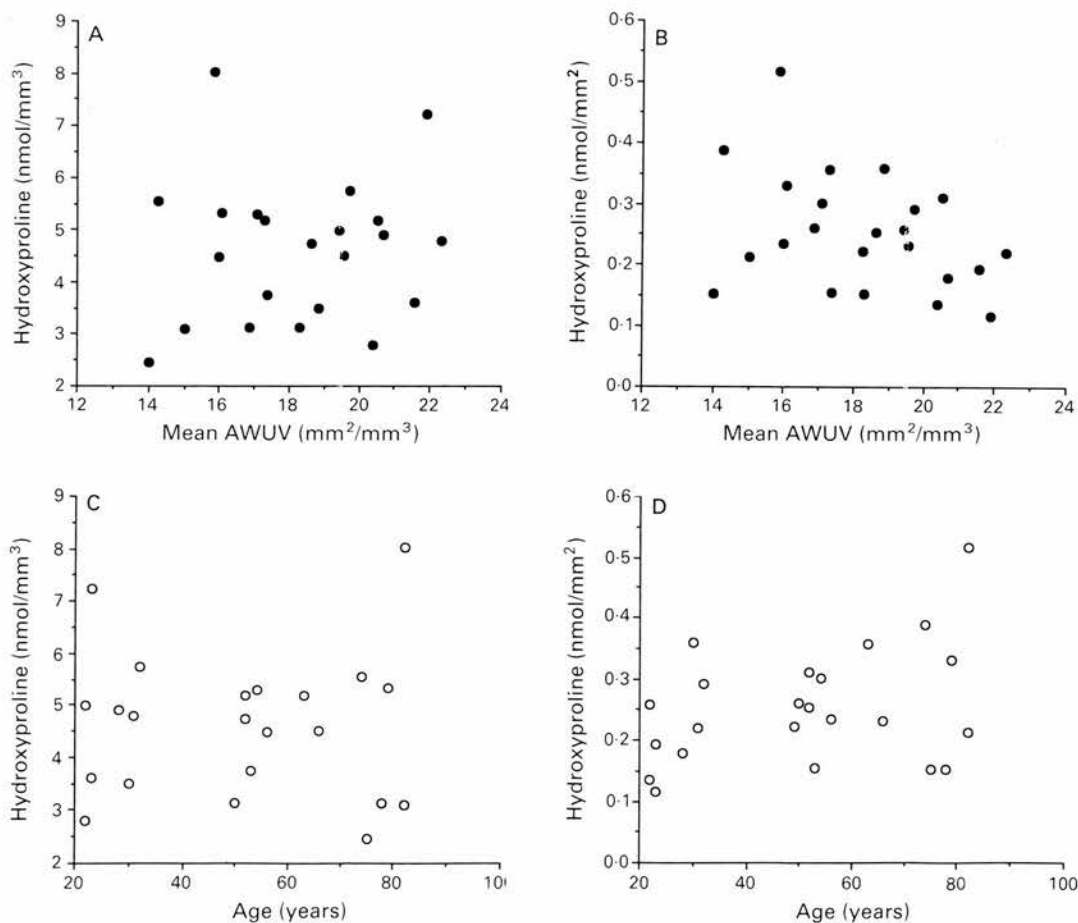 A
Hydroxyproline (nmol/mm³)
9
8
7
6
5
4
3
2
12 14 16 18 20 22 24
Mean AWUV (mm²/mm³)
B
Hydroxyproline (nmol/mm²)
0·6
0·5
0·4
0·3
0·2
0·1
0·0
12 14 16 18 20 22 24
Mean AWUV (mm²/mm³)
C
Hydroxyproline (nmol/mm³)
9
8
7
6
5
4
3
2
20 40 60 80 100
Age (years)
D
Hydroxyproline (nmol/mm²)
0·6
0·5
0·4
0·3
0·2
0·1
0·0
20 40 60 80 100
Age (years)